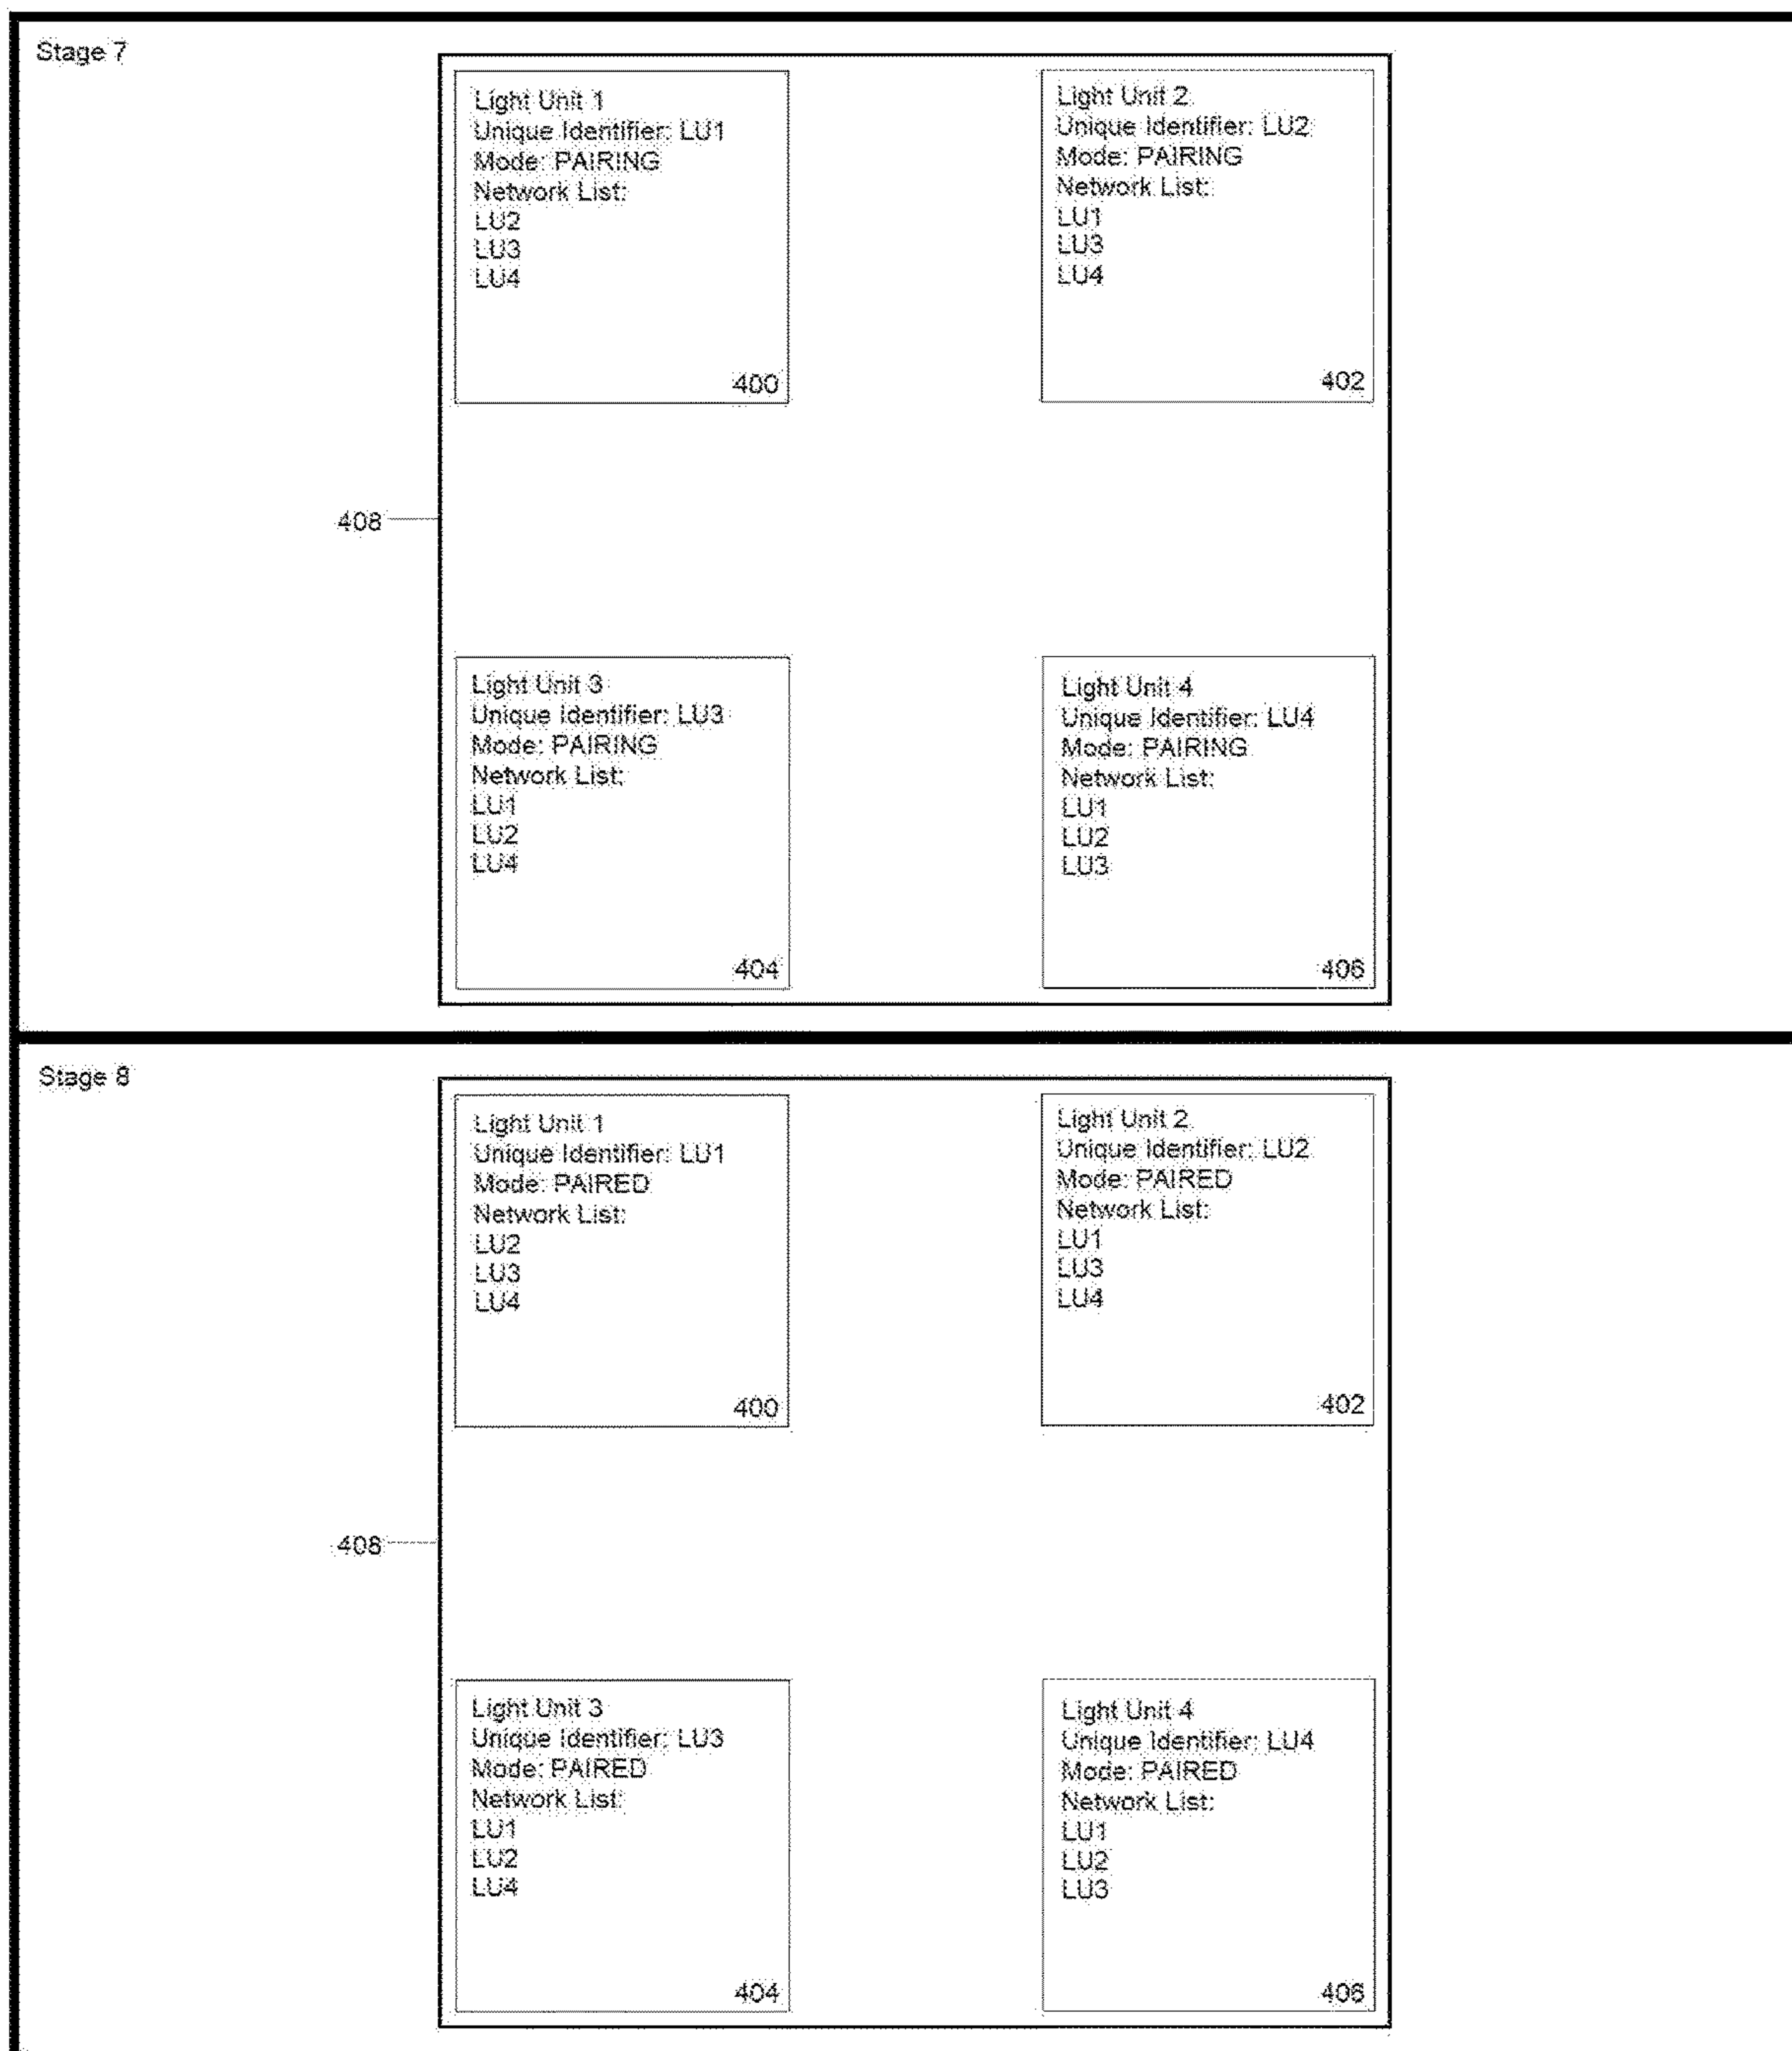 Stage 7
Light Unit 1
Unique Identifier: LU1
Mode: PAIRING
Network List:
LU2
LU3
LU4
400
Light Unit 2
Unique Identifier: LU2
Mode: PAIRING
Network List:
LU1
LU3
LU4
402
408
Light Unit 3
Unique Identifier: LU3
Mode: PAIRING
Network List:
LU1
LU2
LU4
404
Light Unit 4
Unique Identifier: LU4
Mode: PAIRING
Network List:
LU1
LU2
LU3
406
Stage 8
Light Unit 1
Unique Identifier: LU1
Mode: PAIRED
Network List:
LU2
LU3
LU4
400
Light Unit 2
Unique Identifier: LU2
Mode: PAIRED
Network List:
LU1
LU3
LU4
402
408
Light Unit 3
Unique Identifier: LU3
Mode: PAIRED
Network List:
LU1
LU2
LU4
404
Light Unit 4
Unique Identifier: LU4
Mode: PAIRED
Network List:
LU1
LU2
LU3
406